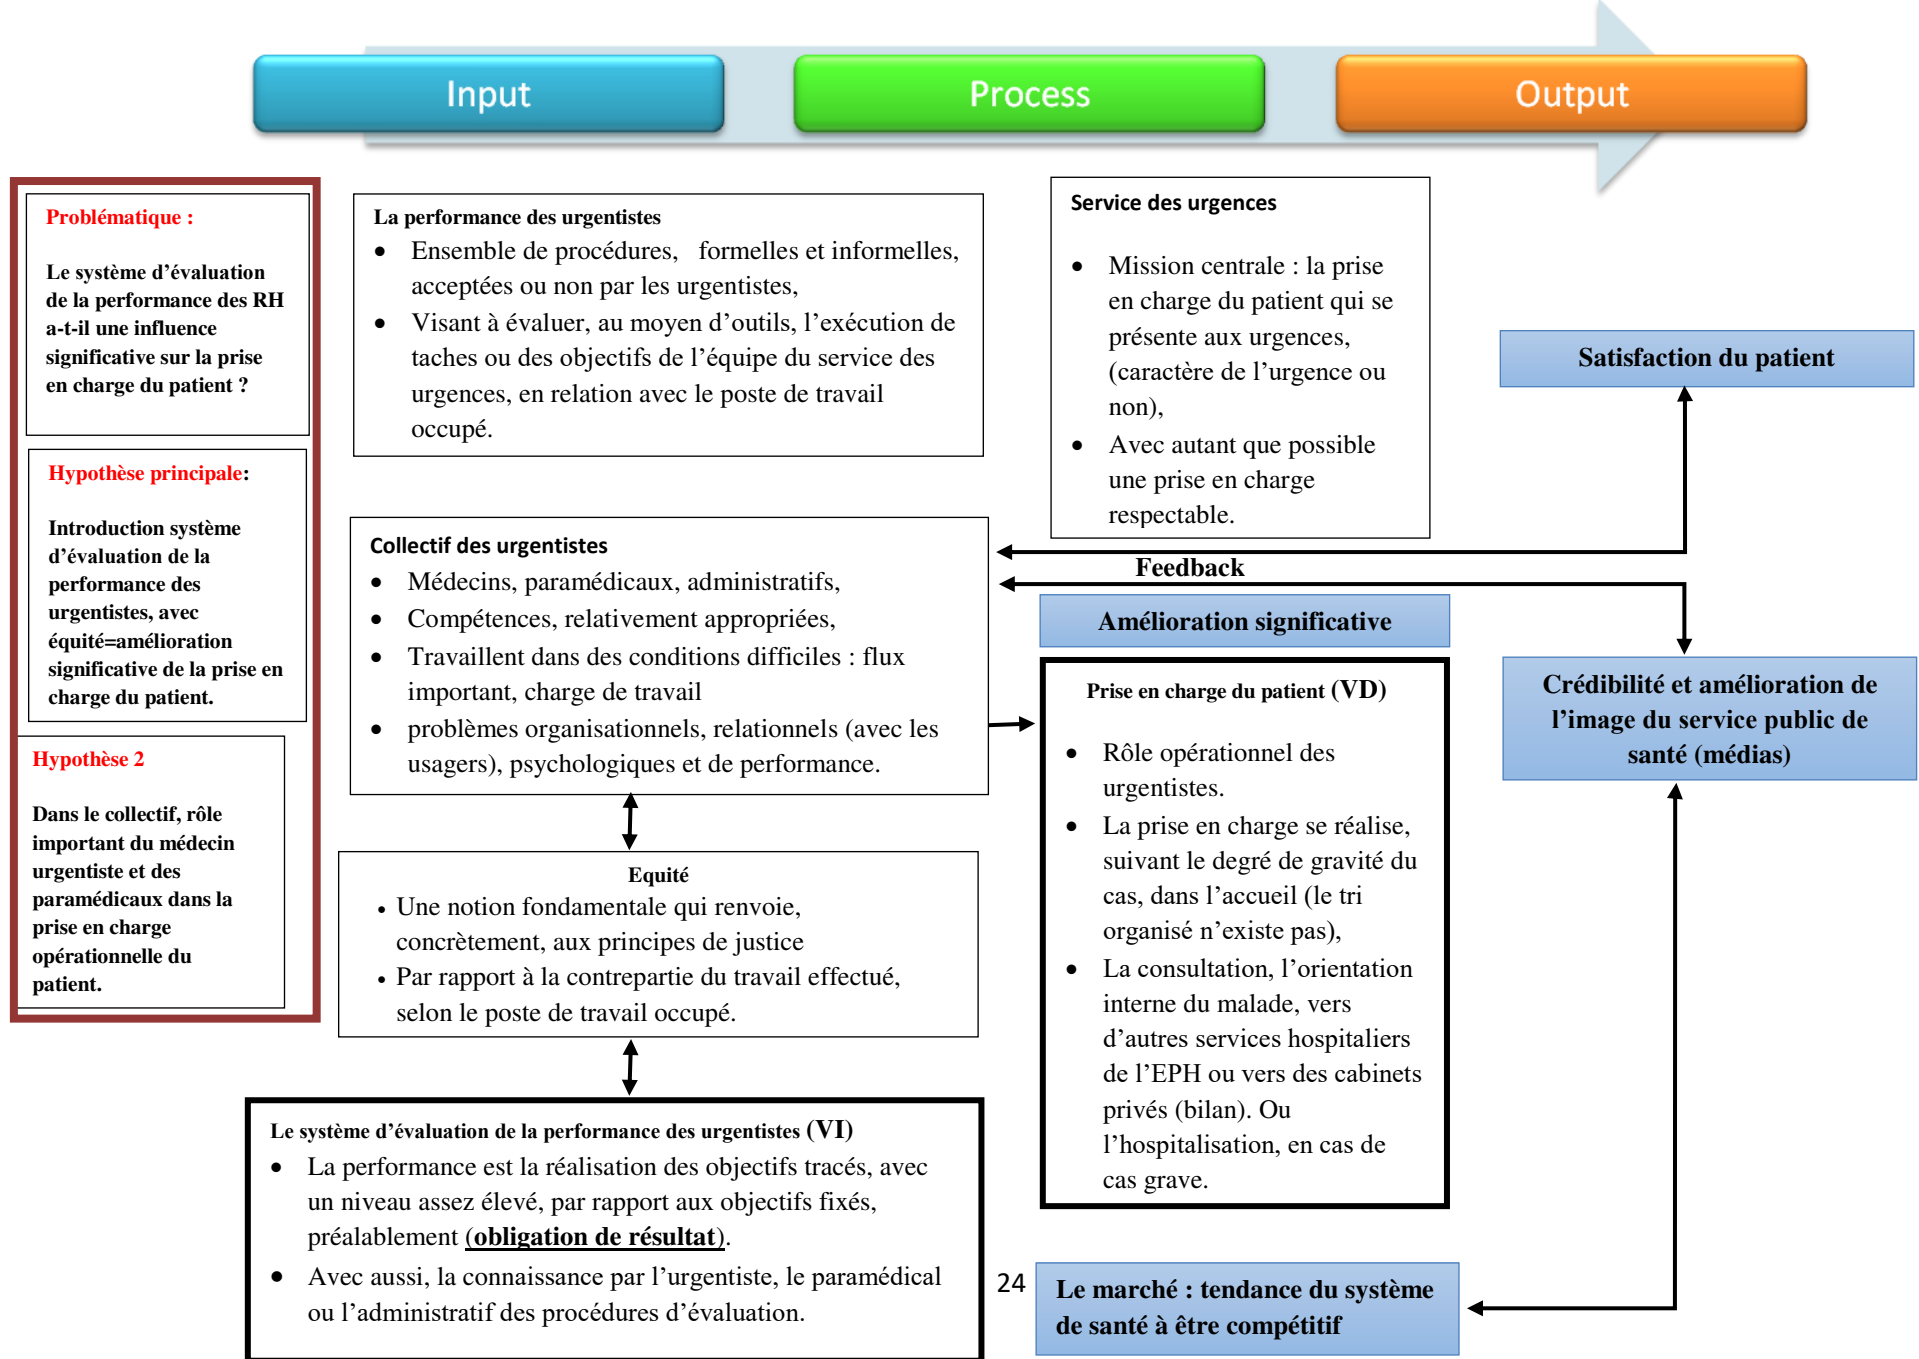 Input
Process
Output
Problématique :
Le système d’évaluation
de la performance des RH
a-t-il une influence
significative sur la prise
en charge du patient ?
Hypothèse principale:
Introduction système
d’évaluation de la
performance des
urgentistes, avec
équité=amélioration
significative de la prise en
charge du patient.
Hypothèse 2
Dans le collectif, rôle
important du médecin
urgentiste et des
paramédicaux dans la
prise en charge
opérationnelle du
patient.
La performance des urgentistes
• Ensemble de procédures, formelles et informelles,
acceptées ou non par les urgentistes,
• Visant à évaluer, au moyen d’outils, l’exécution de
taches ou des objectifs de l’équipe du service des
urgences, en relation avec le poste de travail
occupé.
Collectif des urgentistes
• Médecins, paramédicaux, administratifs,
• Compétences, relativement appropriées,
• Travaillent dans des conditions difficiles : flux
important, charge de travail
• problèmes organisationnels, relationnels (avec les
usagers), psychologiques et de performance.
Equité
• Une notion fondamentale qui renvoie,
concrètement, aux principes de justice
• Par rapport à la contrepartie du travail effectué,
selon le poste de travail occupé.
Le système d’évaluation de la performance des urgentistes (VI)
• La performance est la réalisation des objectifs tracés, avec
un niveau assez élevé, par rapport aux objectifs fixés,
préalablement (obligation de résultat).
• Avec aussi, la connaissance par l’urgentiste, le paramédical
ou l’administratif des procédures d’évaluation.
Service des urgences
• Mission centrale : la prise
en charge du patient qui se
présente aux urgences,
(caractère de l’urgence ou
non),
• Avec autant que possible
une prise en charge
respectable.
Feedback
Amélioration significative
Prise en charge du patient (VD)
• Rôle opérationnel des
urgentistes.
• La prise en charge se réalise,
suivant le degré de gravité du
cas, dans l’accueil (le tri
organisé n’existe pas),
• La consultation, l’orientation
interne du malade, vers
d’autres services hospitaliers
de l’EPH ou vers des cabinets
privés (bilan). Ou
l’hospitalisation, en cas de
cas grave.
24
Le marché : tendance du système
de santé à être compétitif
Satisfaction du patient
Crédibilité et amélioration de
l’image du service public de
santé (médias)